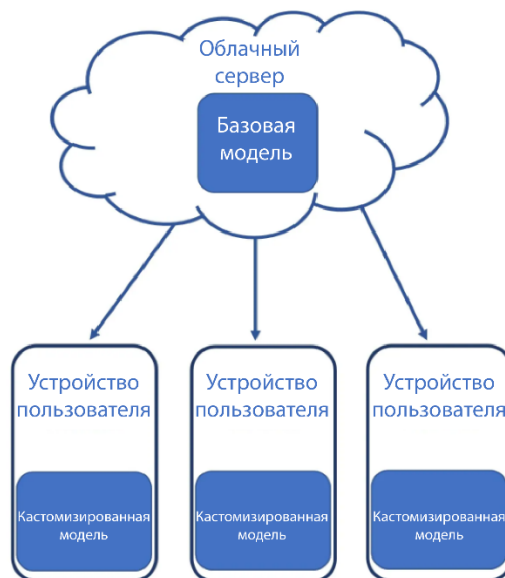 Облачный
сервер
Базовая
модель
Устройство
пользователя
Кастомизированная
модель
Устройство
пользователя
Кастомизированная
модель
Устройство
пользователя
Кастомизированная
модель